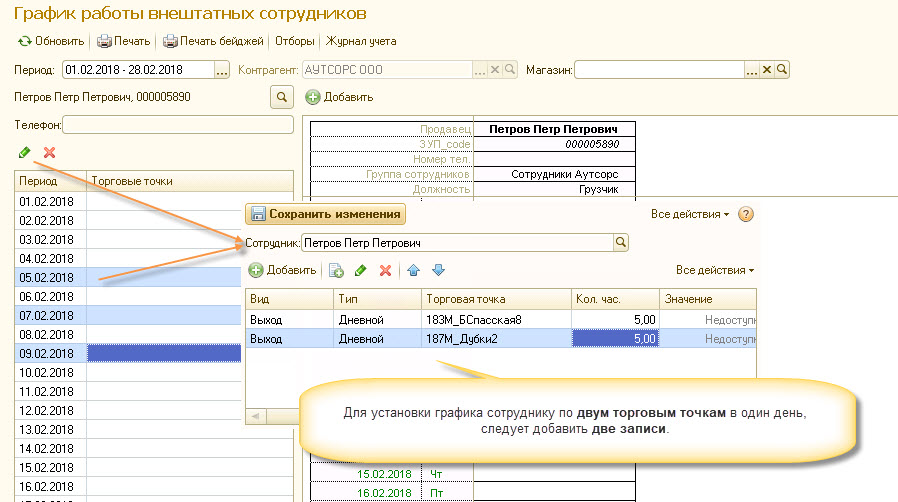 График работы внештатных сотрудников
Обновить Печать Печать бейджей Отборы Журнал учета
Период: 01.02.2018 - 28.02.2018 ... Контрагент: АУТСОРС ООО ... Магазин: ...
Петров Петр Петрович, 000005890
Добавить
Телефон:
Продавец Петров Петр Петрович
ЗУП_code 000005890
Номер тел.
Группа сотрудников Сотрудники Аутсорс
Должность Грузчик
Период Торговые точки
01.02.2018
02.02.2018
03.02.2018
04.02.2018
05.02.2018
06.02.2018
07.02.2018
08.02.2018
09.02.2018
10.02.2018
11.02.2018
12.02.2018
13.02.2018
14.02.2018
15.02.2018
16.02.2018
Сохранить изменения Все действия ?
Сотрудник: Петров Петр Петрович
Добавить Все действия
Вид Тип Торговая точка Кол. час. Значение
Выход Дневной 183М_БСпасская8 5,00 Недоступн
Выход Дневной 187М_Дубки2 5,00 Недоступн
Для установки графика сотруднику по двум торговым точкам в один день,
следует добавить две записи.
15.02.2018 Чт
16.02.2018 Пт